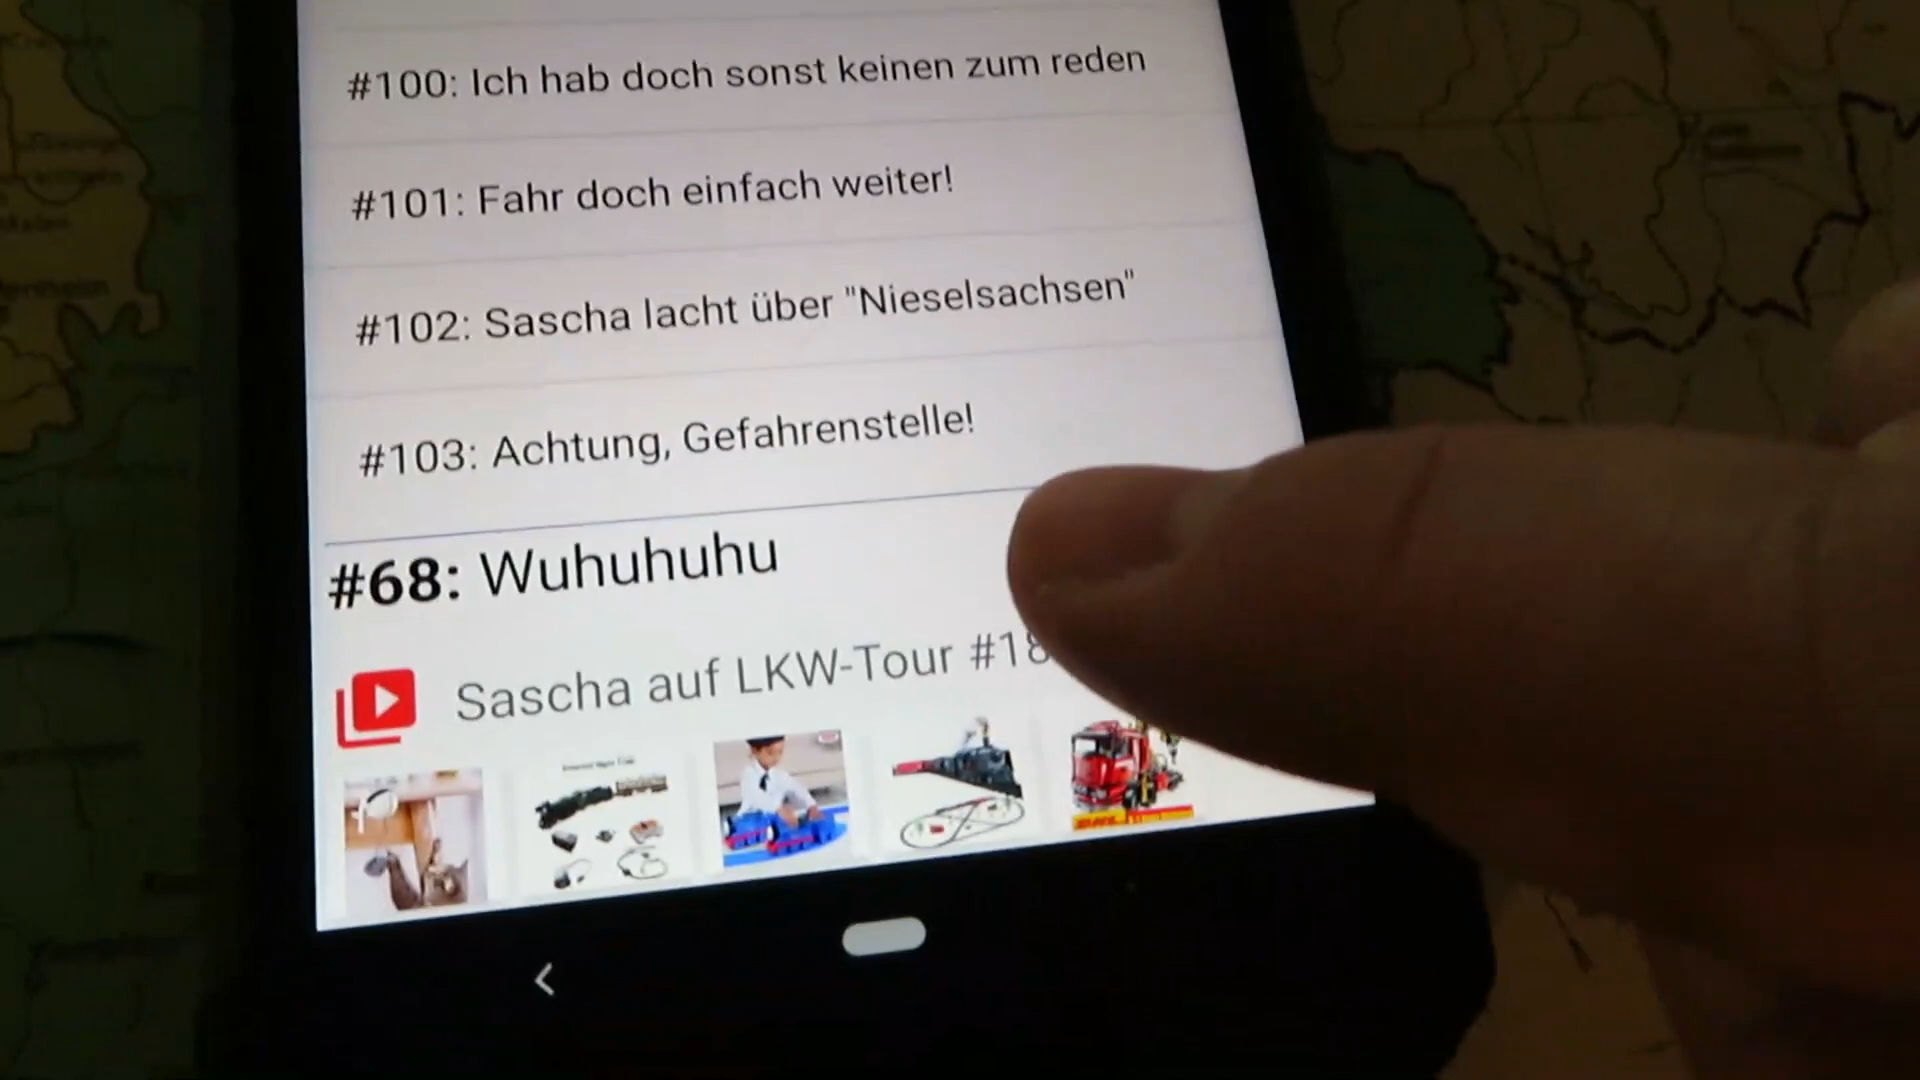 #100: Ich hab doch sonst keinen zum reden
#101: Fahr doch einfach weiter!
#102: Sascha lacht über "Nieselsachsen"
#103: Achtung, Gefahrenstelle!
#68: Wuhuhuhu
Sascha auf LKW-Tour #18